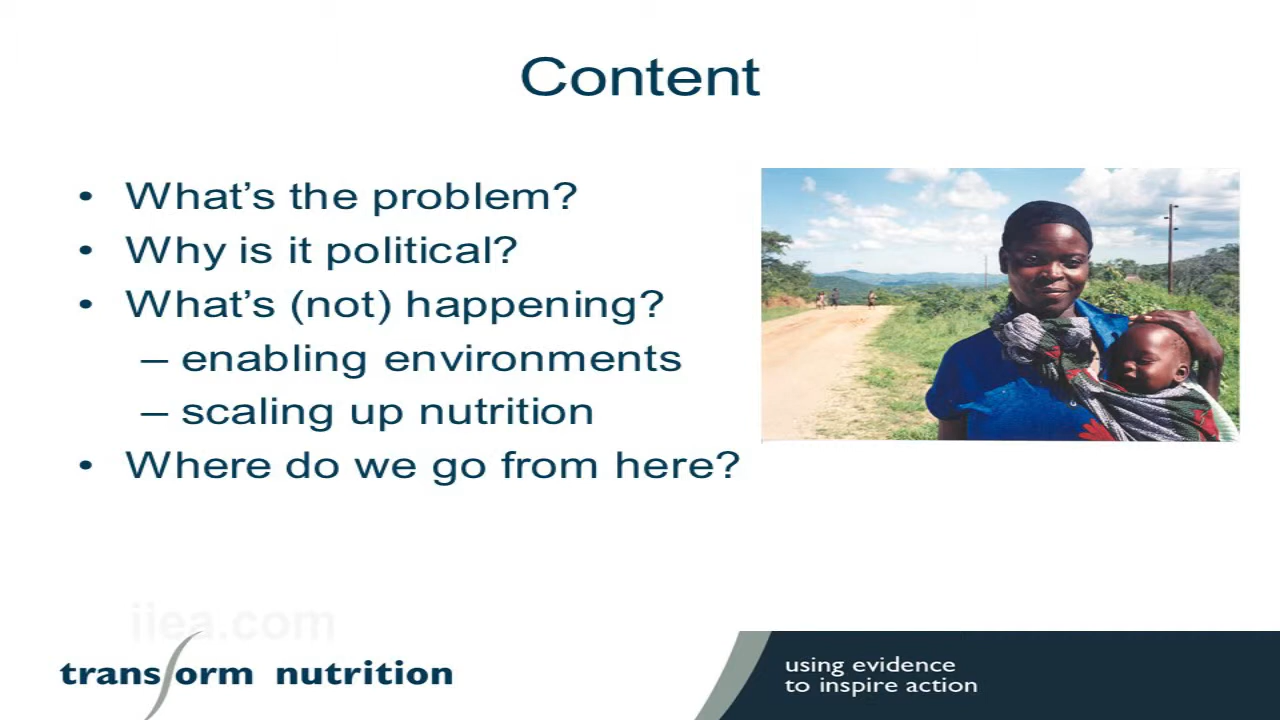 Content
• What's the problem?
• Why is it political?
• What's (not) happening?
– enabling environments
– scaling up nutrition
• Where do we go from here?
iiea.com
transform nutrition
using evidence
to inspire action